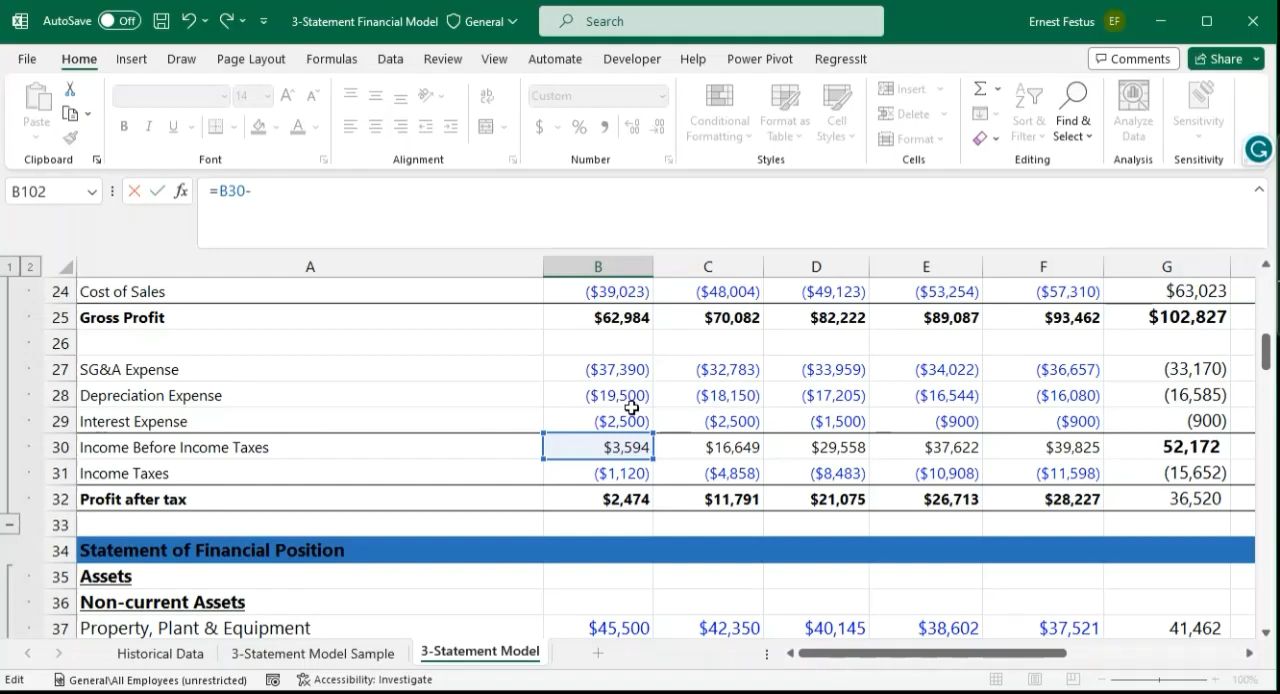 AutoSave Off 3-Statement Financial Model General Search Ernest Festus EF
File Home Insert Draw Page Layout Formulas Data Review View Automate Developer Help Power Pivot RegressIt Comments Share
Paste 14 A A ab Custom Conditional Format as Cell Insert Sort & Find & Analyze Sensitivity
B I U A $ % Formatting Table Styles Delete Filter Select Data
Format
Clipboard Font Alignment Number Styles Cells Editing Analysis Sensitivity
B102 fx =B30-
1 2 A B C D E F G
24 Cost of Sales ($39,023) ($48,004) ($49,123) ($53,254) ($57,310) $63,023
25 Gross Profit $62,984 $70,082 $82,222 $89,087 $93,462 $102,827
26
27 SG&A Expense ($37,390) ($32,783) ($33,959) ($34,022) ($36,657) (33,170)
28 Depreciation Expense ($19,500) ($18,150) ($17,205) ($16,544) ($16,080) (16,585)
29 Interest Expense ($2,500) ($2,500) ($1,500) ($900) ($900) (900)
30 Income Before Income Taxes $3,594 $16,649 $29,558 $37,622 $39,825 52,172
31 Income Taxes ($1,120) ($4,858) ($8,483) ($10,908) ($11,598) (15,652)
32 Profit after tax $2,474 $11,791 $21,075 $26,713 $28,227 36,520
33
34 Statement of Financial Position
35 Assets
36 Non-current Assets
37 Property, Plant & Equipment $45,500 $42,350 $40,145 $38,602 $37,521 41,462
Historical Data 3-Statement Model Sample 3-Statement Model
Edit General\All Employees (unrestricted) Accessibility: Investigate 100%